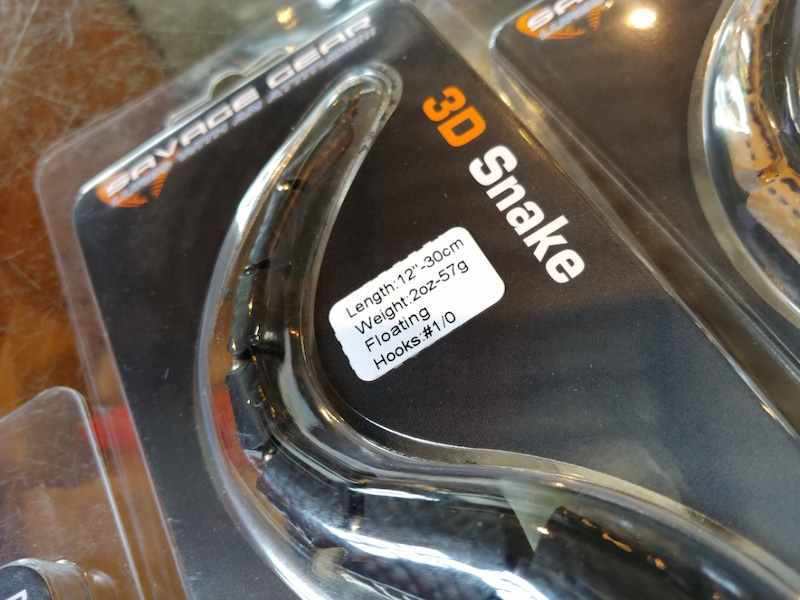 SAVAGE GEAR
3D Snake
Length:12"-30cm
Weight:2oz-57g
Floating
Hooks:#1/0